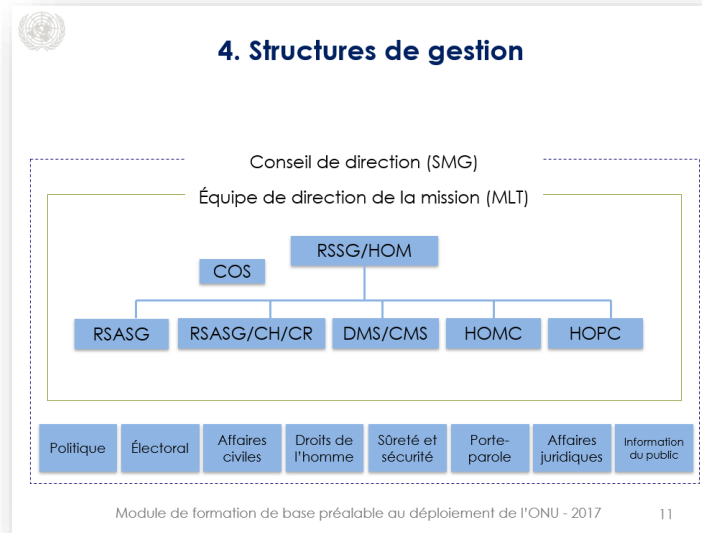 4. Structures de gestion
Conseil de direction (SMG)
Équipe de direction de la mission (MLT)
RSSG/HOM
COS
RSASG
RSASG/CH/CR
DMS/CMS
HOMC
HOPC
Politique
Électoral
Affaires
civiles
Droits de
l'homme
Sûreté et
sécurité
Porte-
parole
Affaires
juridiques
Information
du public
Module de formation de base préalable au déploiement de l'ONU - 2017
11